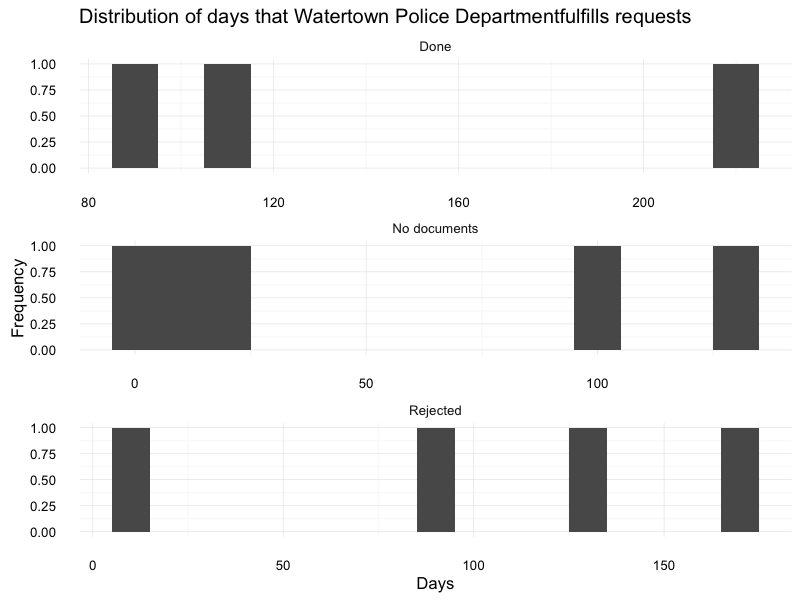 Distribution of days that Watertown Police Departmentfulfills requests
Done
1.00
0.75
0.50
0.25
0.00
80 120 160 200
No documents
1.00
0.75
0.50
0.25
0.00
0 50 100
Frequency
Rejected
1.00
0.75
0.50
0.25
0.00
0 50 100 150
Days